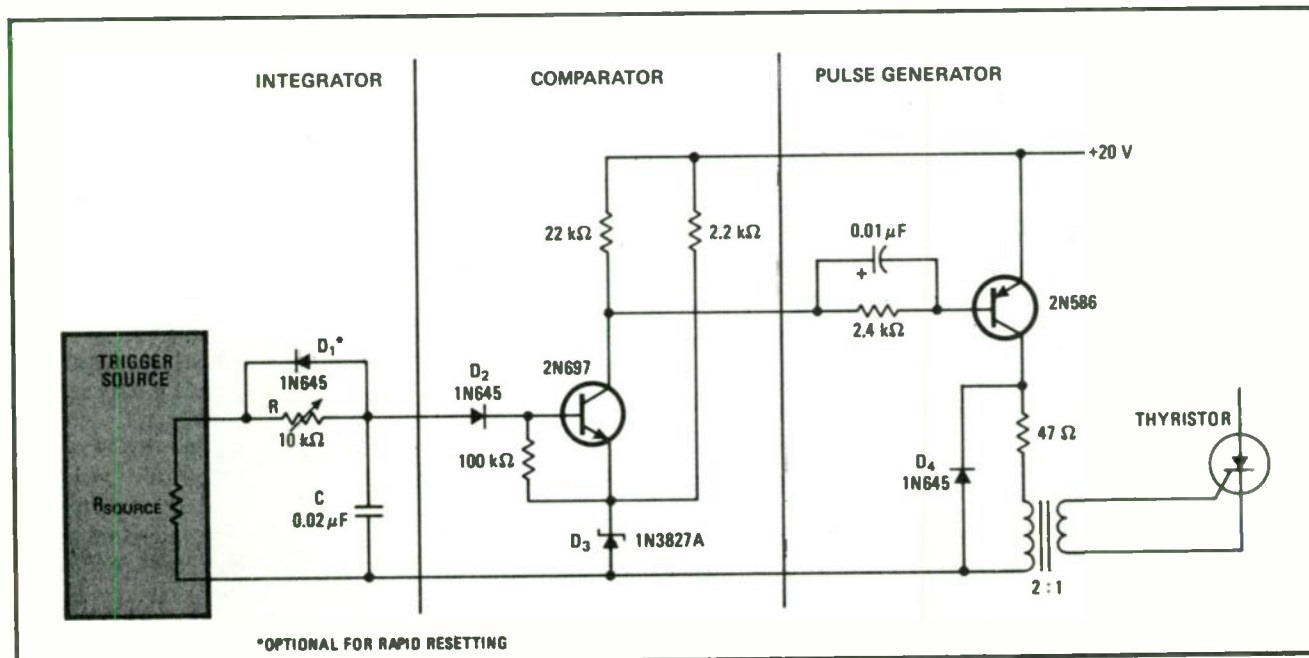 INTEGRATOR
COMPARATOR
PULSE GENERATOR
+20 V
22 kΩ
2.2 kΩ
0.01 μF
+
2N586
2.4 kΩ
TRIGGER
SOURCE
D1*
1N645
R
10 kΩ
D2
1N645
2N697
THYRISTOR
47 Ω
100 kΩ
D4
1N645
RSOURCE
C
0.02 μF
D3
1N3827A
2 : 1
*OPTIONAL FOR RAPID RESETTING